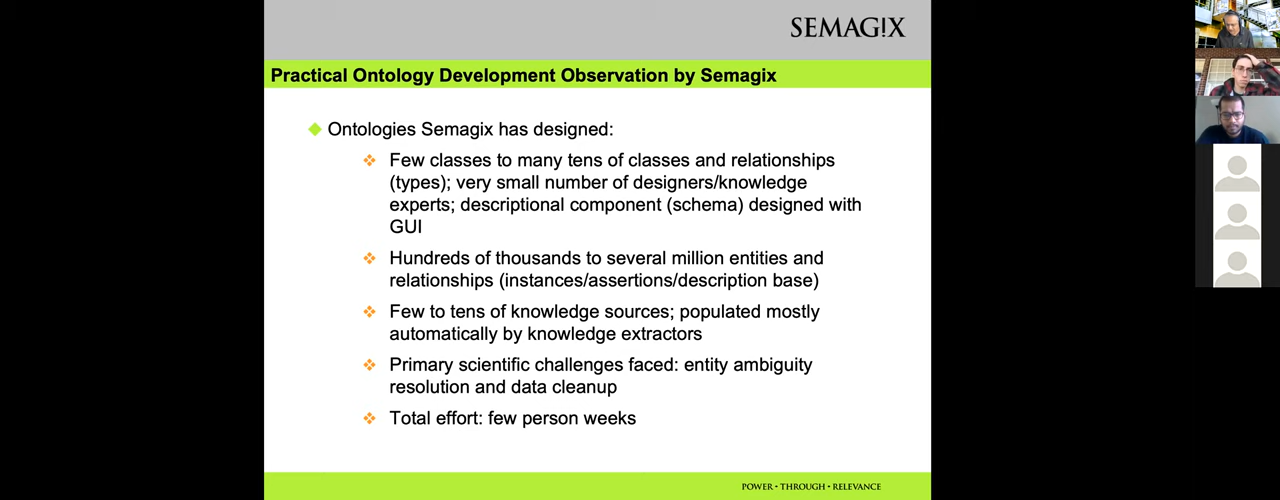 SEMAG!X
Practical Ontology Development Observation by Semagix
Ontologies Semagix has designed:
Few classes to many tens of classes and relationships
(types); very small number of designers/knowledge
experts; descriptional component (schema) designed with
GUI
Hundreds of thousands to several million entities and
relationships (instances/assertions/description base)
Few to tens of knowledge sources; populated mostly
automatically by knowledge extractors
Primary scientific challenges faced: entity ambiguity
resolution and data cleanup
Total effort: few person weeks
POWER • THROUGH • RELEVANCE